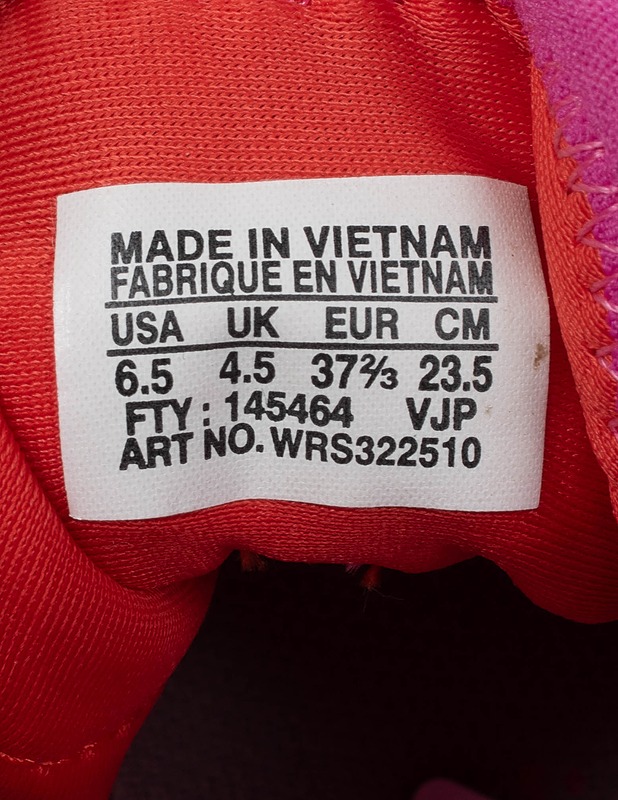 MADE IN VIETNAM
FABRIQUE EN VIETNAM
USA UK EUR CM
6.5 4.5 37⅔ 23.5
FTY : 145464 VJP
ART NO. WRS322510